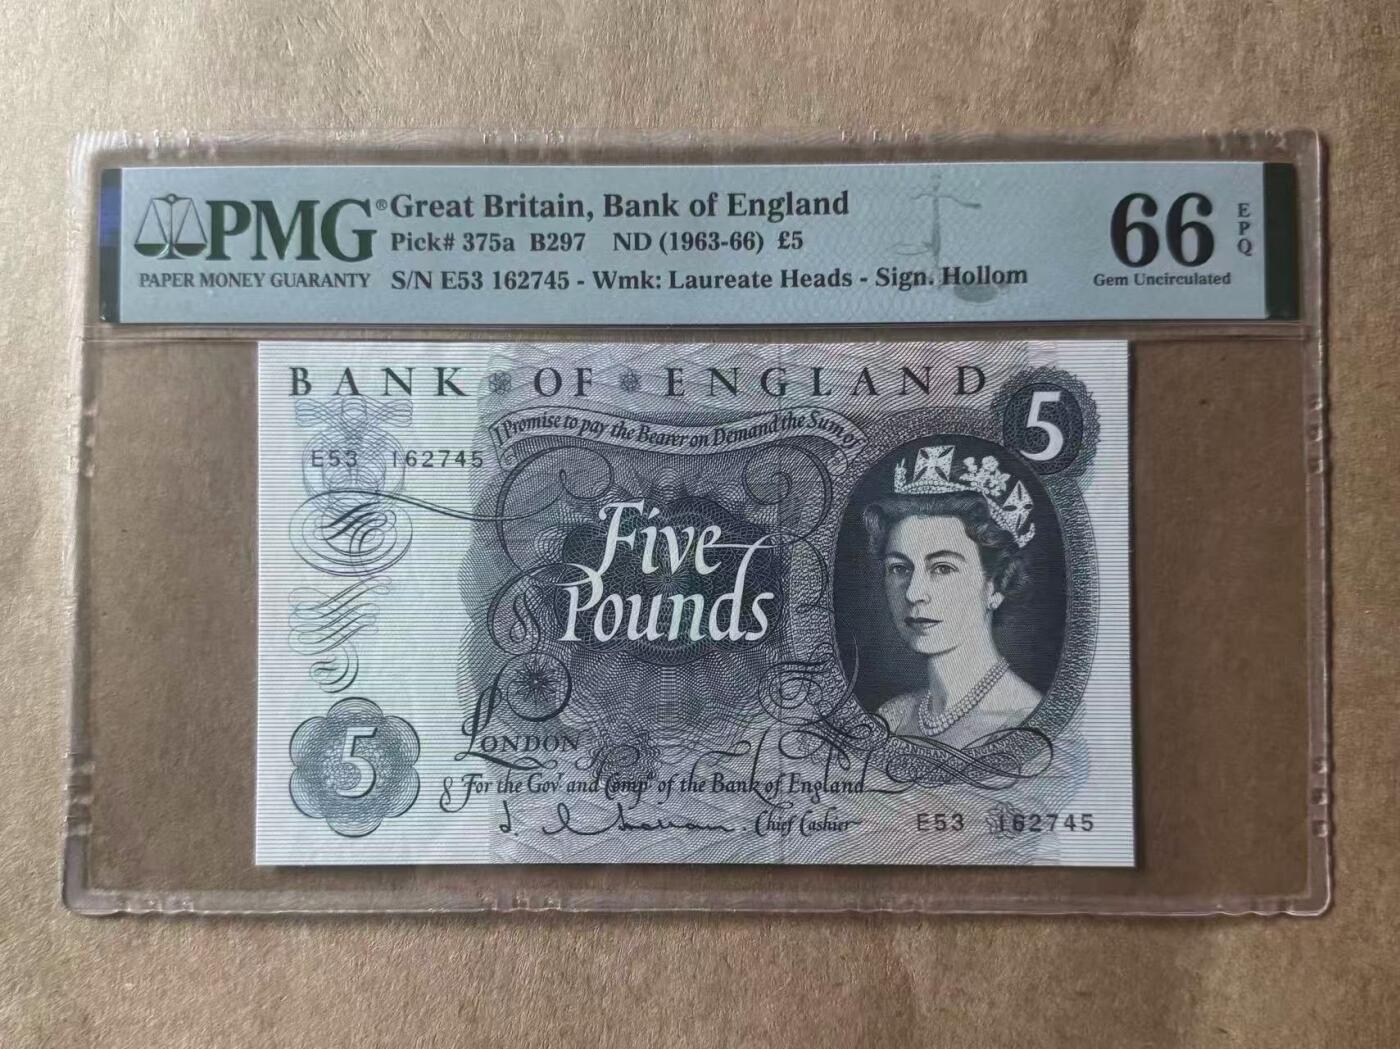 PMG®
PAPER MONEY GUARANTY
Great Britain, Bank of England
Pick# 375a B297 ND (1963-66) £5
S/N E53 162745 - Wmk: Laureate Heads - Sign. Hollom
66
EPQ
Gem Uncirculated
BANK OF ENGLAND
5
I Promise to pay the Bearer on Demand the Sum of
E53 162745
Five
Pounds
LONDON
5
For the Govr and Compa of the Bank of England
Chief Cashier
E53 162745